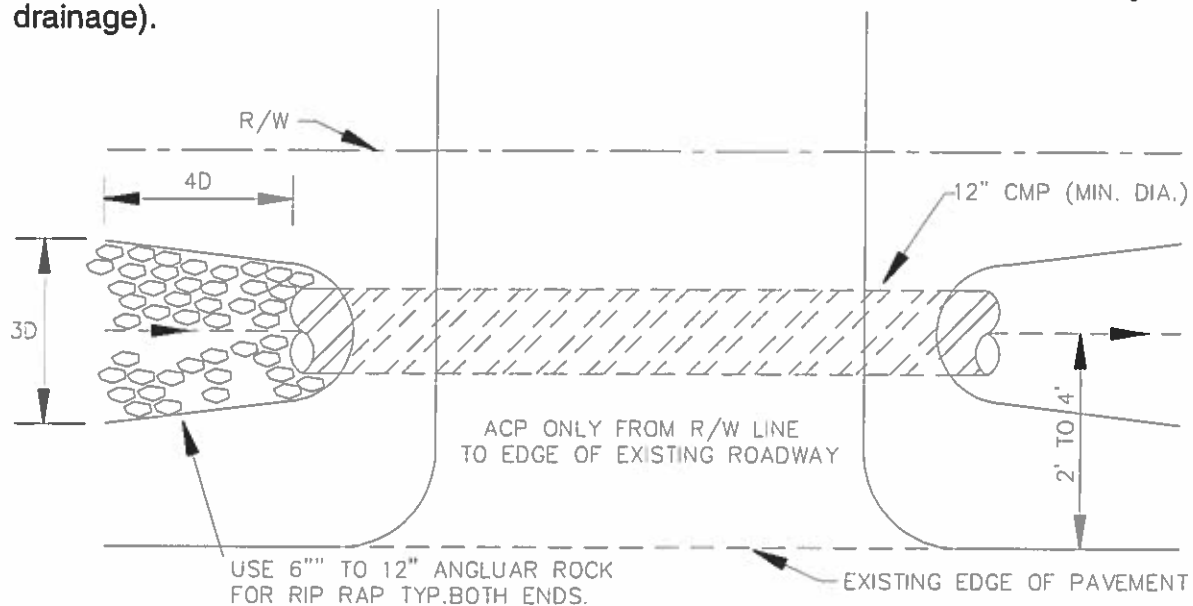 drainage).
R/W
4D
12" CMP (MIN. DIA.)
3D
ACP ONLY FROM R/W LINE
TO EDGE OF EXISTING ROADWAY
2' TO 4'
USE 6"" TO 12" ANGLUAR ROCK
FOR RIP RAP TYP.BOTH ENDS.
EXISTING EDGE OF PAVEMENT